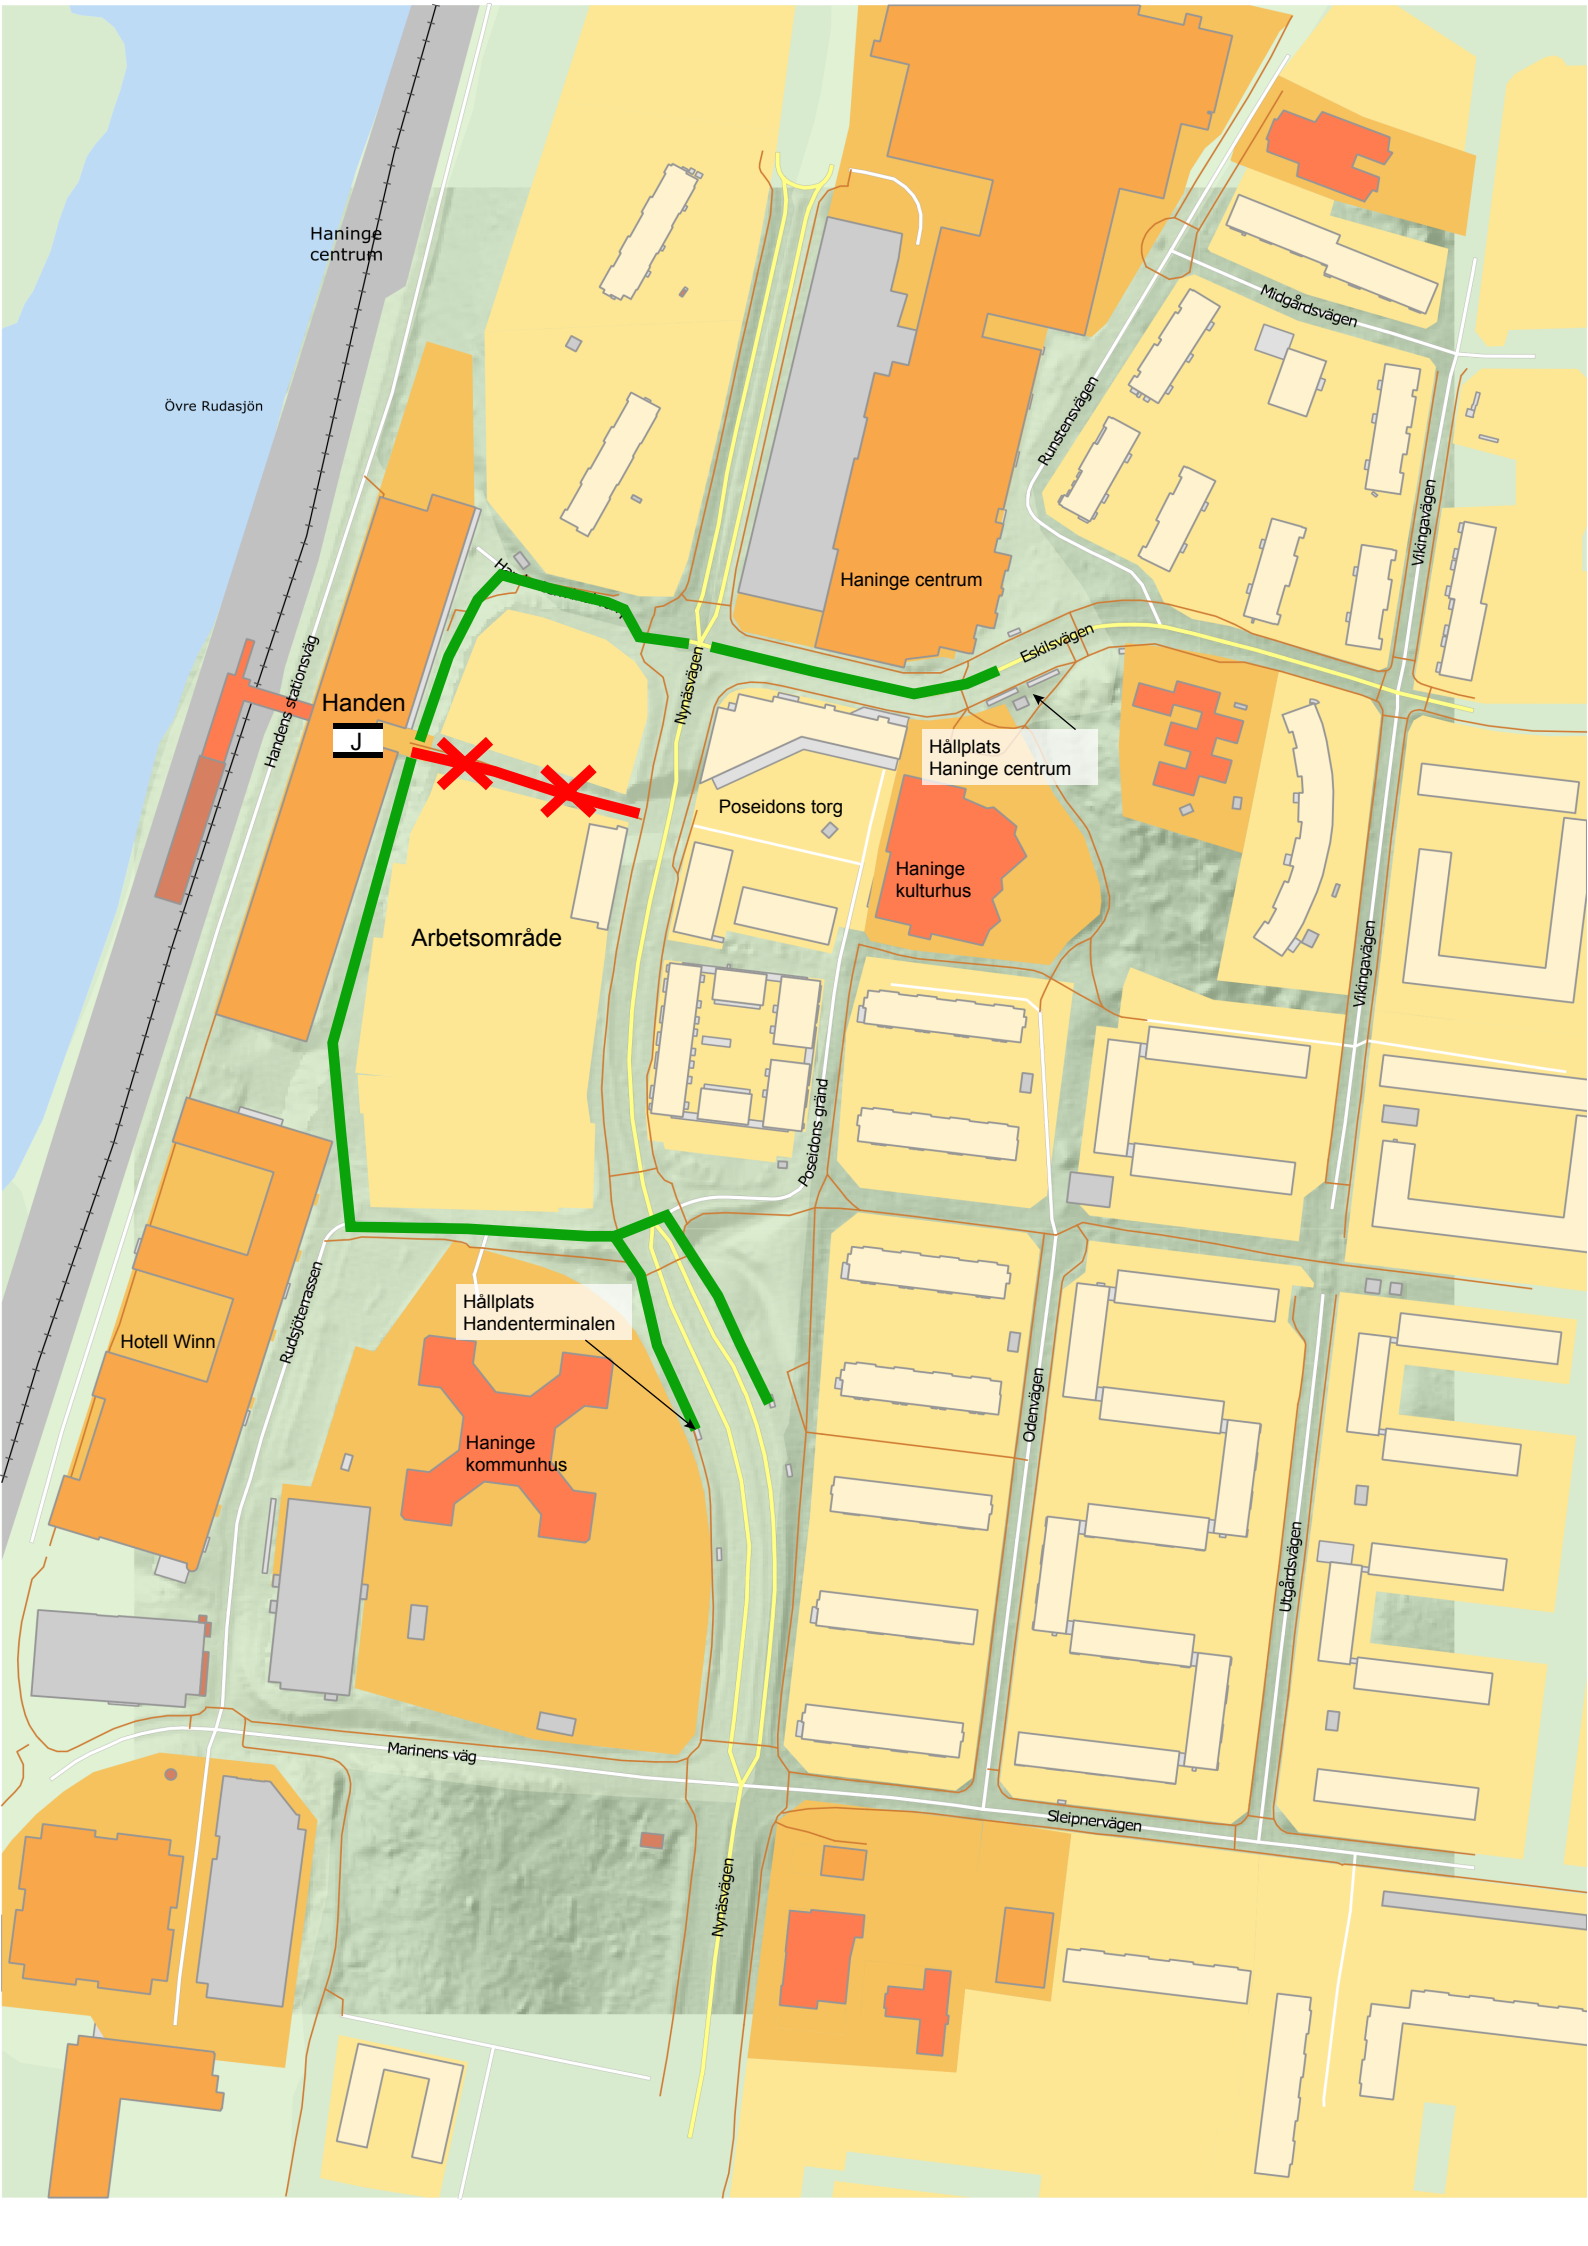 Haninge
centrum
Midgårdsvägen
Övre Rudasjön
Runstensvägen
Vikingavägen
Haninge centrum
Eskilsvägen
Handens stationsväg
Nynäsvägen
Handen
J
Hållplats
Haninge centrum
Poseidons torg
Haninge
kulturhus
Arbetsområde
Vikingavägen
Poseidons gränd
Hållplats
Handenterminalen
Rudsjöterrassen
Hotell Winn
Odenvägen
Haninge
kommunhus
Utgårdsvägen
Marinens väg
Sleipnervägen
Nynäsvägen